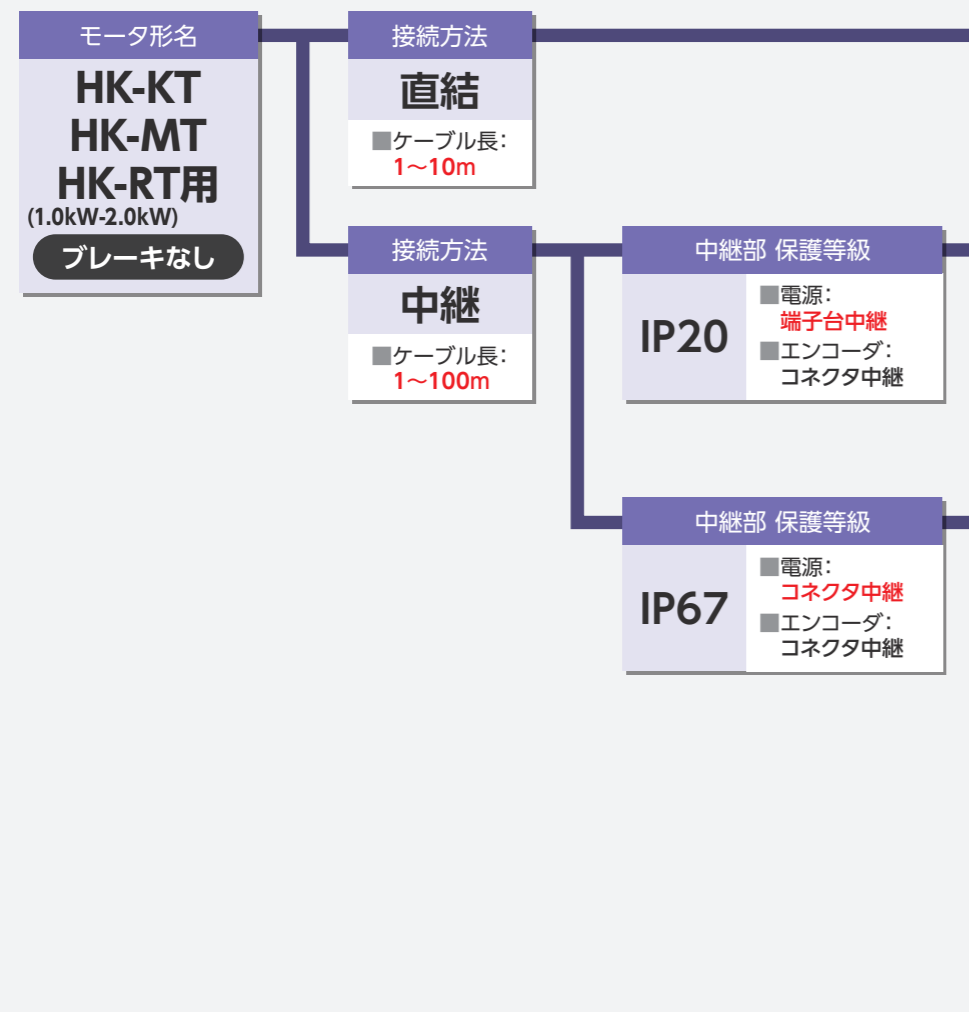 モータ形名
HK-KT
HK-MT
HK-RT用
(1.0kW-2.0kW)
ブレーキなし
接続方法
直結
■ケーブル長：
1～10m
接続方法
中継
■ケーブル長：
1～100m
中継部 保護等級
IP20
■電源：
端子台中継
■エンコーダ：
コネクタ中継
中継部 保護等級
IP67
■電源：
コネクタ中継
■エンコーダ：
コネクタ中継